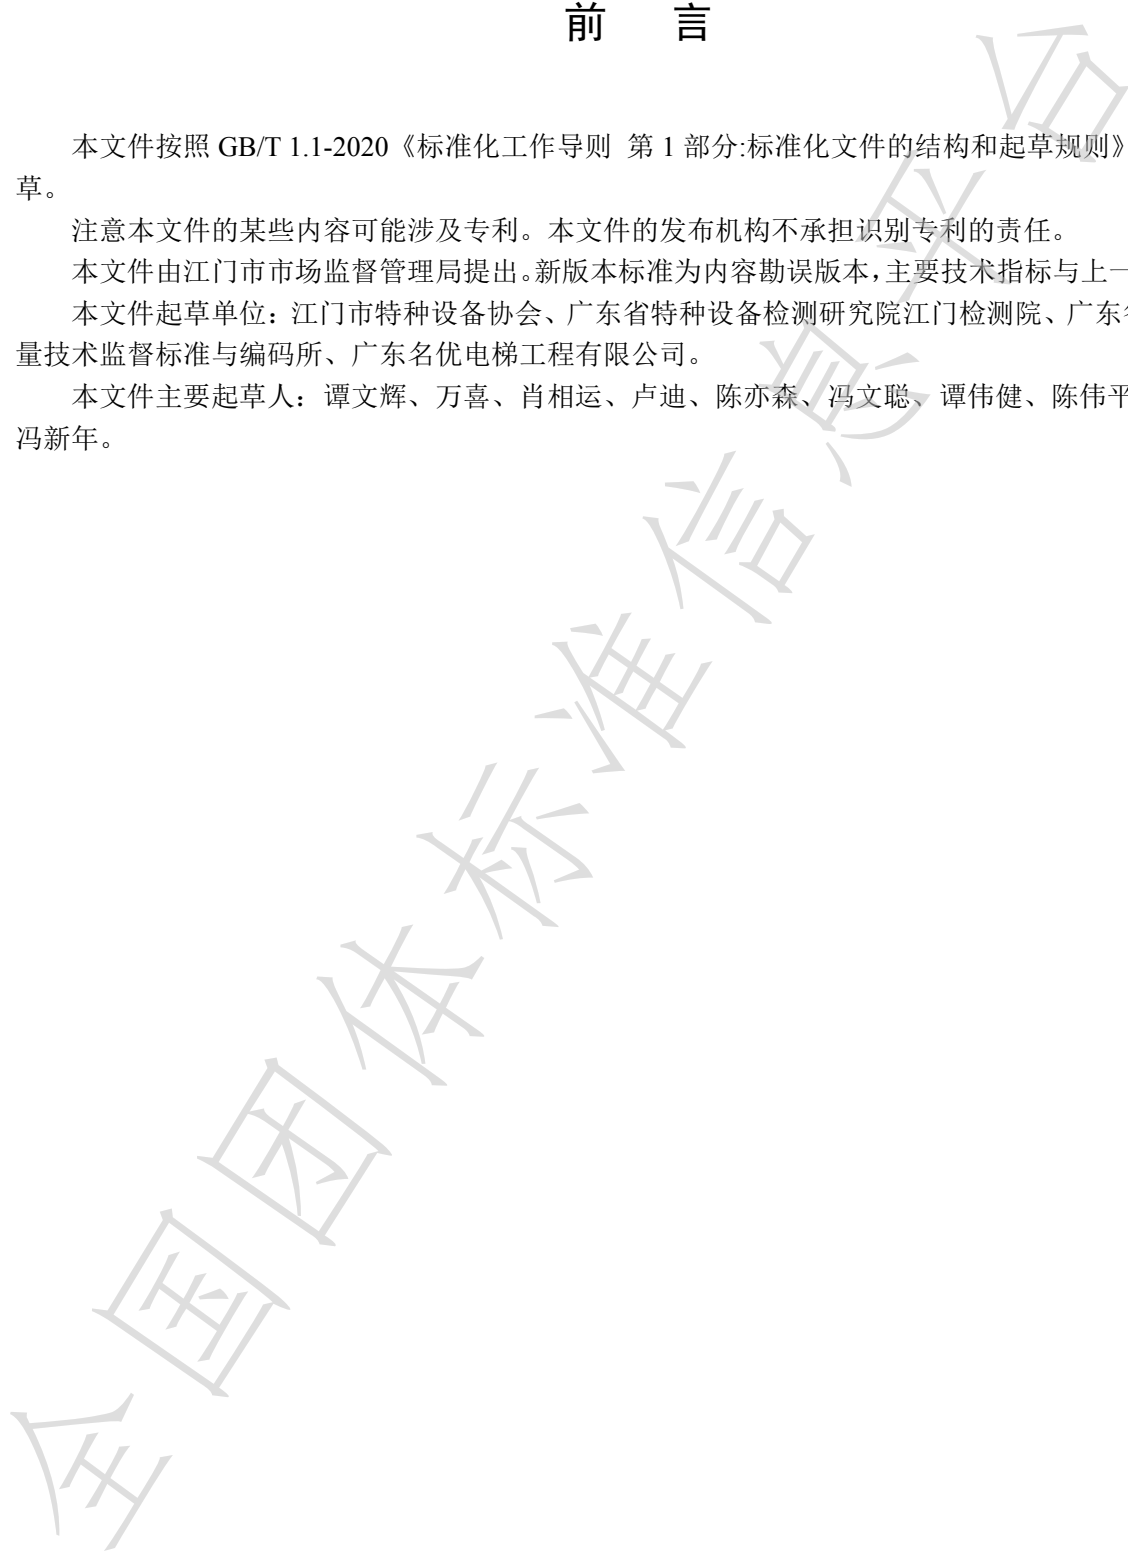 前 言
本文件按照 GB/T 1.1-2020《标准化工作导则 第 1 部分:标准化文件的结构和起草规则》
草。
注意本文件的某些内容可能涉及专利。本文件的发布机构不承担识别专利的责任。
本文件由江门市市场监督管理局提出。新版本标准为内容勘误版本，主要技术指标与上一
本文件起草单位：江门市特种设备协会、广东省特种设备检测研究院江门检测院、广东
量技术监督标准与编码所、广东名优电梯工程有限公司。
本文件主要起草人：谭文辉、万喜、肖相运、卢迪、陈亦森、冯文聪、谭伟健、陈伟平
冯新年。
全国团体标准信息平台